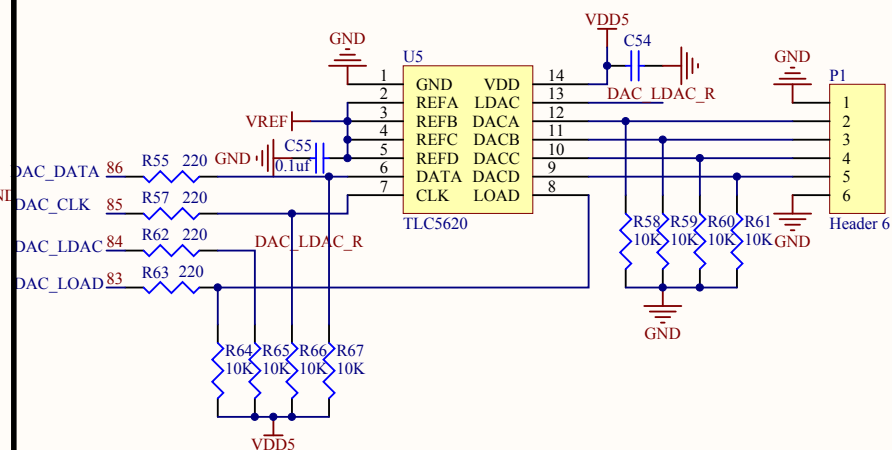 VDD5
GND
U5
C54
GND
P1
1
GND
VDD
14
2
REFA
LDAC
13
DAC_LDAC_R
1
3
REFB
DACA
12
2
VREF
4
REFC
DACB
11
3
C55
GND
0.1uf
5
REFD
DACC
10
4
DAC_DATA
86
R55
220
6
DATA
DACD
9
5
7
CLK
LOAD
8
6
DAC_CLK
85
R57
220
TLC5620
R58
10K
R59
10K
R60
10K
R61
10K
GND
Header 6
DAC_LDAC
84
R62
220
DAC_LDAC_R
DAC_LOAD
83
R63
220
GND
R64
10K
R65
10K
R66
10K
R67
10K
VDD5